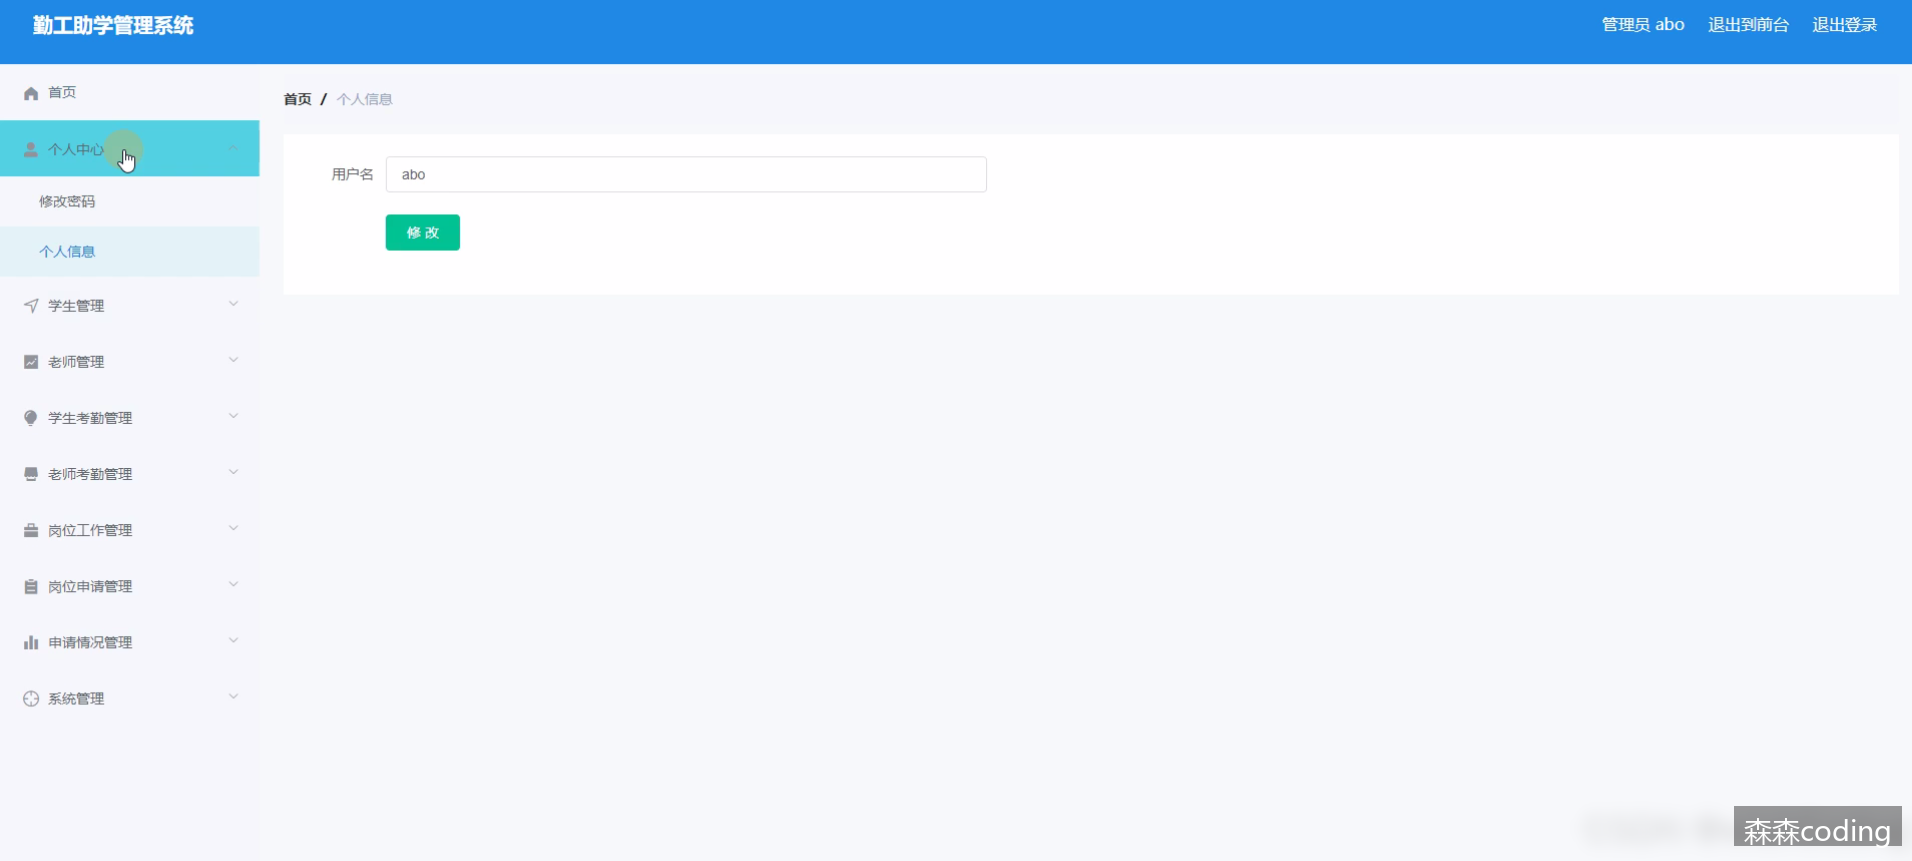 勤工助学管理系统
管理员 abo 退出到前台 退出登录
首页
个人中心
修改密码
个人信息
学生管理
老师管理
学生考勤管理
老师考勤管理
岗位工作管理
岗位申请管理
申请情况管理
系统管理
首页 / 个人信息
用户名 abo
修 改
森森coding